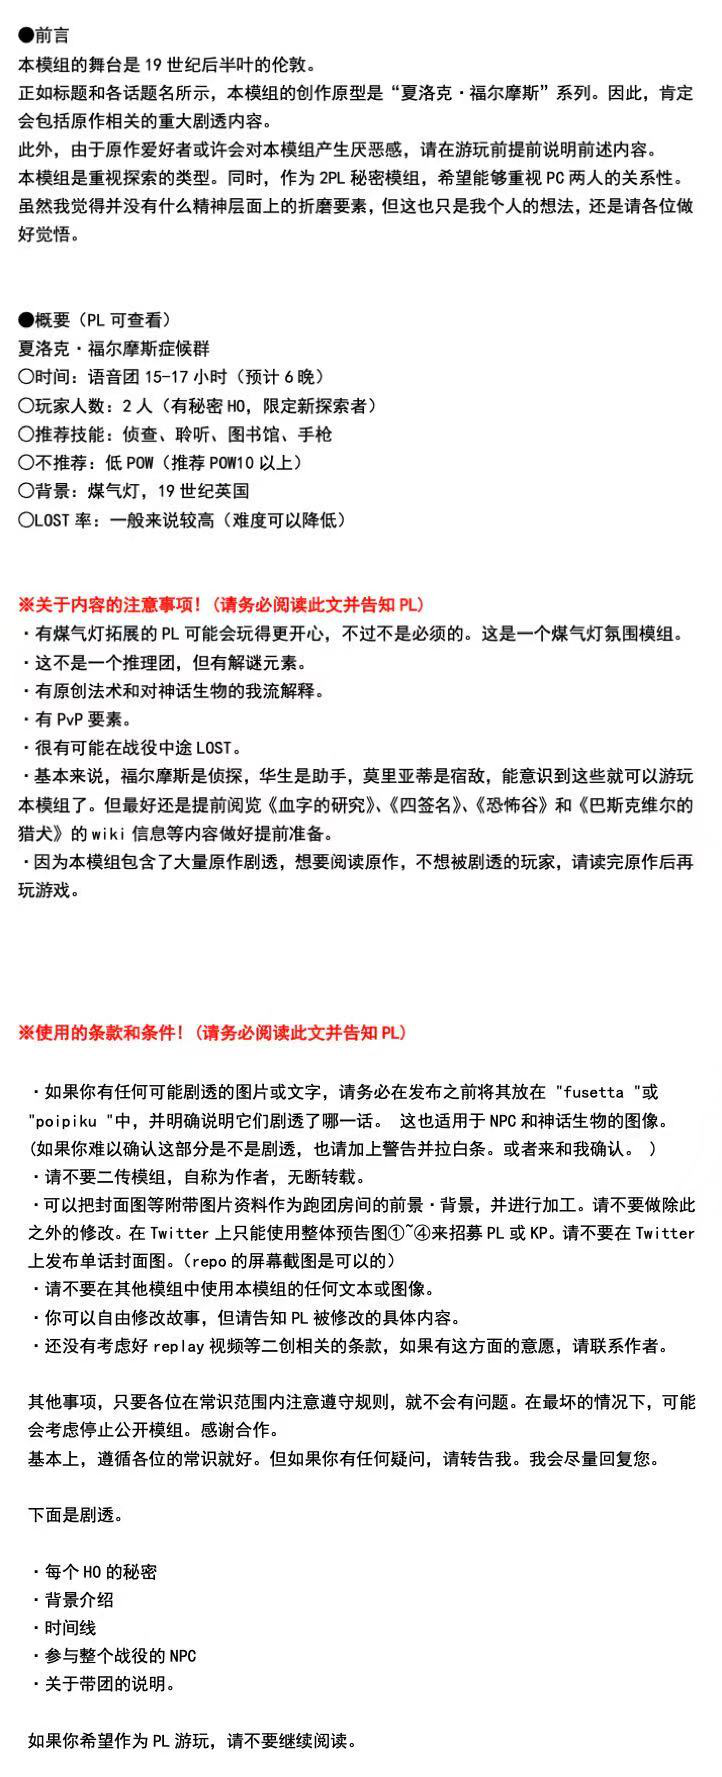 ●前言
本模组的舞台是 19 世纪后半叶的伦敦。
正如标题和各话题名所示，本模组的创作原型是“夏洛克·福尔摩斯”系列。因此，肯定
会包括原作相关的重大剧透内容。
此外，由于原作爱好者或许会对本模组产生厌恶感，请在游玩前提前说明前述内容。
本模组是重视探索的类型。同时，作为 2PL 秘密模组，希望能够重视 PC 两人的关系性。
虽然我觉得并没有什么精神层面上的折磨要素，但这也只是我个人的想法，还是请各位做
好觉悟。
●概要（PL 可查看）
夏洛克·福尔摩斯症候群
○时间：语音团 15-17 小时（预计 6 晚）
○玩家人数：2 人（有秘密 HO，限定新探索者）
○推荐技能：侦查、聆听、图书馆、手枪
○不推荐：低 POW（推荐 POW10 以上）
○背景：煤气灯，19 世纪英国
○LOST 率：一般来说较高（难度可以降低）
※关于内容的注意事项！（请务必阅读此文并告知 PL）
·有煤气灯拓展的 PL 可能会玩得更开心，不过不是必须的。这是一个煤气灯氛围模组。
·这不是一个推理团，但有解谜元素。
·有原创法术和对神话生物的我流解释。
·有 PvP 要素。
·很有可能在战役中途 LOST。
·基本来说，福尔摩斯是侦探，华生是助手，莫里亚蒂是宿敌，能意识到这些就可以游玩
本模组了。但最好还是提前阅览《血字的研究》、《四签名》、《恐怖谷》和《巴斯克维尔的
猎犬》的 wiki 信息等内容做好提前准备。
·因为本模组包含了大量原作剧透，想要阅读原作，不想被剧透的玩家，请读完原作后再
玩游戏。
※使用的条款和条件！（请务必阅读此文并告知 PL）
·如果你有任何可能剧透的图片或文字，请务必在发布之前将其放在 "fusetta "或
"poipiku "中，并明确说明它们剧透了哪一话。 这也适用于 NPC 和神话生物的图像。
(如果你难以确认这部分是不是剧透，也请加上警告并拉白条。或者来和我确认。 )
·请不要二传模组，自称为作者，无断转载。
·可以把封面图等附带图片资料作为跑团房间的前景·背景，并进行加工。请不要做除此
之外的修改。在 Twitter 上只能使用整体预告图①~④来招募 PL 或 KP。请不要在 Twitter
上发布单话封面图。（repo 的屏幕截图是可以的）
·请不要在其他模组中使用本模组的任何文本或图像。
·你可以自由修改故事，但请告知 PL 被修改的具体内容。
·还没有考虑好 replay 视频等二创相关的条款，如果有这方面的意愿，请联系作者。
其他事项，只要各位在常识范围内注意遵守规则，就不会有问题。在最坏的情况下，可能
会考虑停止公开模组。感谢合作。
基本上，遵循各位的常识就好。但如果你有任何疑问，请转告我。我会尽量回复您。
下面是剧透。
·每个 HO 的秘密
·背景介绍
·时间线
·参与整个战役的 NPC
·关于带团的说明。
如果你希望作为 PL 游玩，请不要继续阅读。